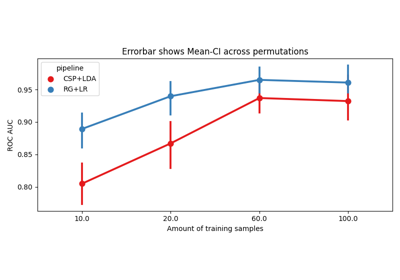 Errorbar shows Mean-CI across permutations
pipeline
CSP+LDA
RG+LR
ROC AUC
0.95
0.90
0.85
0.80
10.0 20.0 60.0 100.0
Amount of training samples